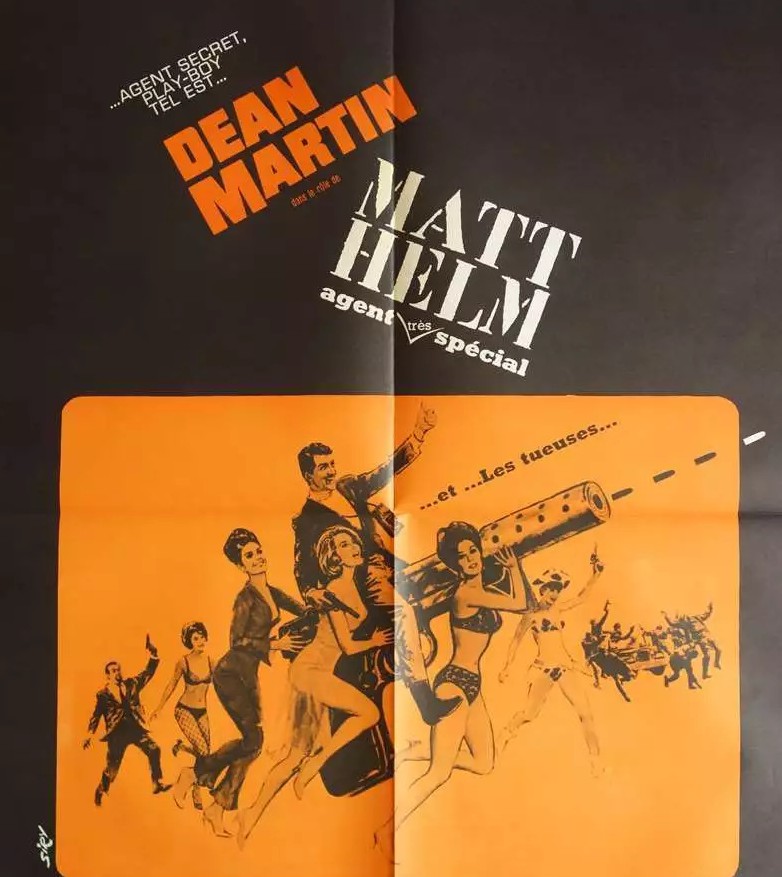 ...AGENT SECRET,
PLAY-BOY
TEL EST...
DEAN
MARTIN
dans le rôle de
MATT
HELM
agent très spécial
...et ...Les tueuses...
SIRY